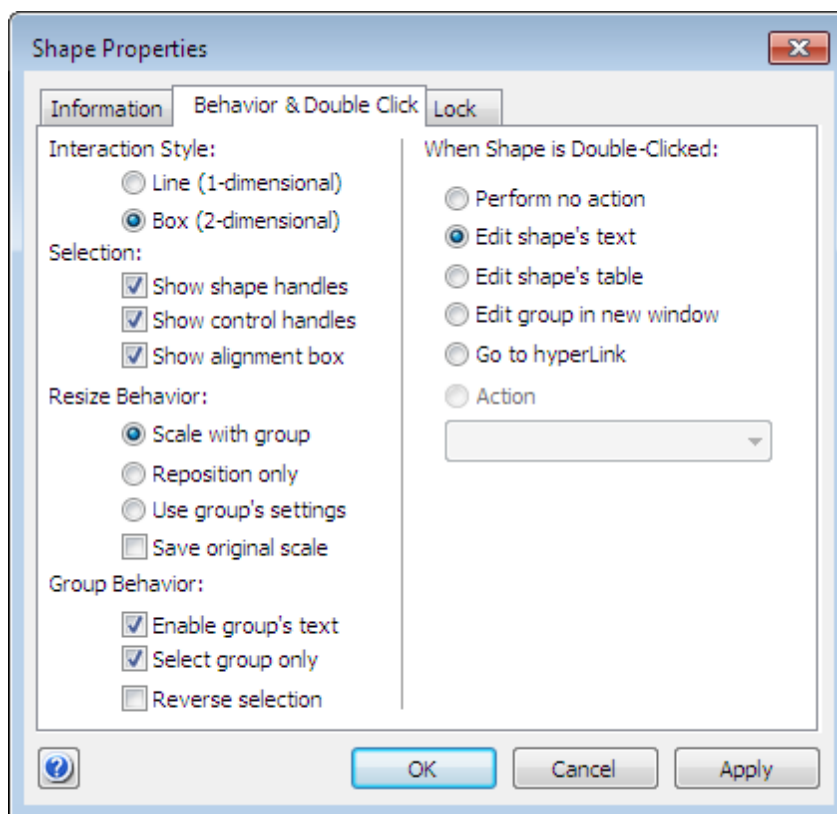 Shape Properties
Information
Behavior & Double Click
Lock
Interaction Style:
Line (1-dimensional)
Box (2-dimensional)
Selection:
Show shape handles
Show control handles
Show alignment box
Resize Behavior:
Scale with group
Reposition only
Use group's settings
Save original scale
Group Behavior:
Enable group's text
Select group only
Reverse selection
When Shape is Double-Clicked:
Perform no action
Edit shape's text
Edit shape's table
Edit group in new window
Go to hyperLink
Action
?
OK
Cancel
Apply